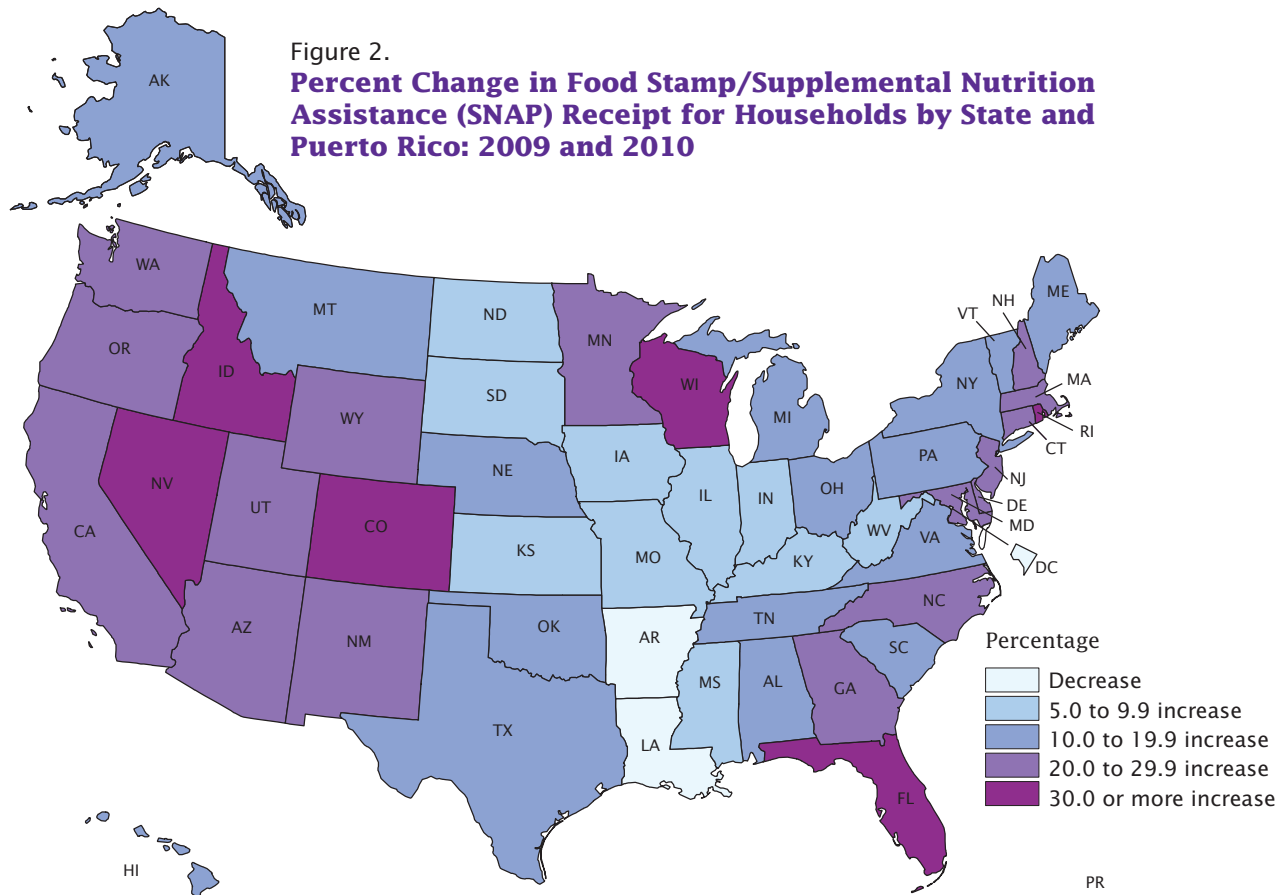 Figure 2.
Percent Change in Food Stamp/Supplemental Nutrition
Assistance (SNAP) Receipt for Households by State and
Puerto Rico: 2009 and 2010
AK
WA
MT
ND
MN
ME
NH
VT
OR
ID
SD
WI
MI
NY
MA
RI
CT
WY
NE
IA
PA
NJ
NV
UT
CO
IL
IN
OH
DE
MD
CA
KS
MO
KY
WV
VA
DC
AZ
NM
OK
AR
TN
NC
SC
TX
LA
MS
AL
GA
FL
HI
PR
Percentage
Decrease
5.0 to 9.9 increase
10.0 to 19.9 increase
20.0 to 29.9 increase
30.0 or more increase